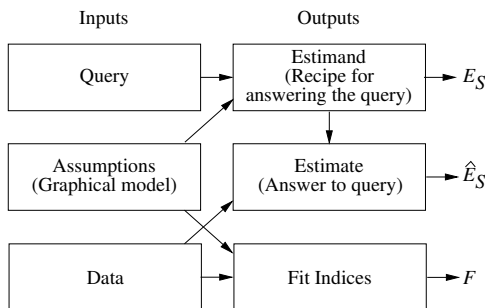 Inputs
Outputs
Query
Estimand
(Recipe for
answering the query)
E_S
Assumptions
(Graphical model)
Estimate
(Answer to query)
Ê_S
Data
Fit Indices
F